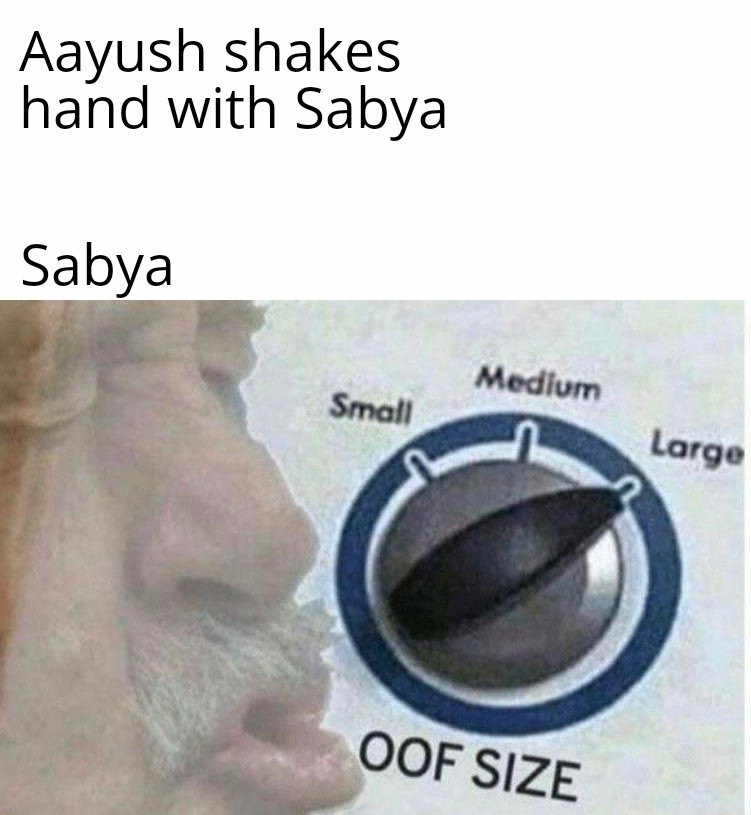 Aayush shakes
hand with Sabya
Sabya
Small
Medium
Large
OOF SIZE